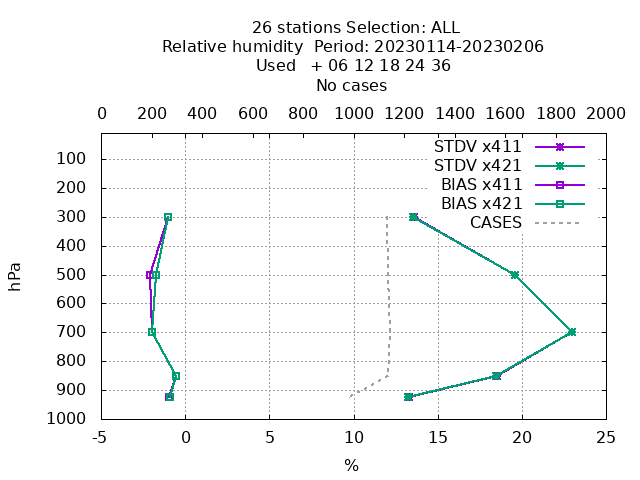 26 stations Selection: ALL
Relative humidity  Period: 20230114-20230206
Used   + 06 12 18 24 36
No cases
0 200 400 600 800 1000 1200 1400 1600 1800 2000
STDV x411
STDV x421
BIAS x411
BIAS x421
CASES
100
200
300
400
500
600
700
800
900
1000
hPa
-5 0 5 10 15 20 25
%